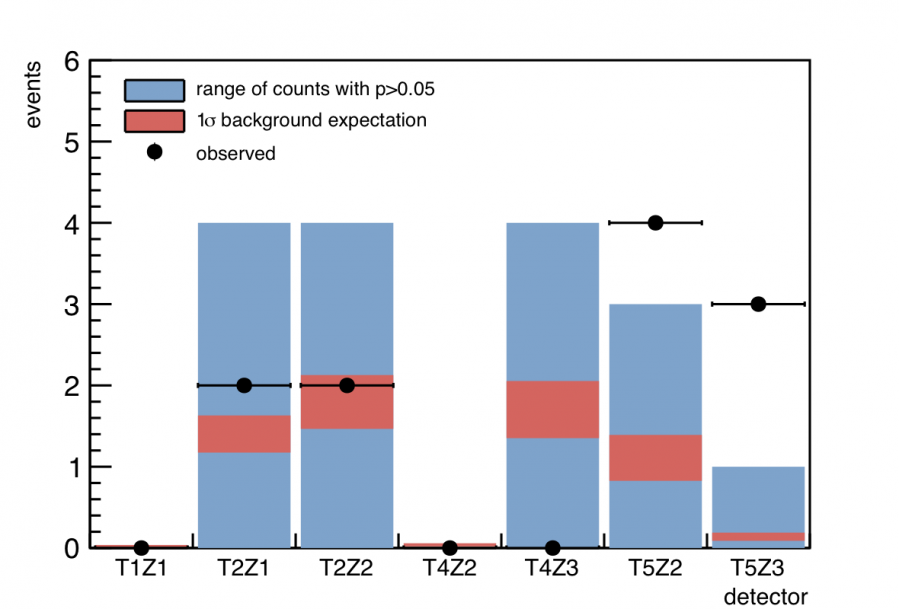 events
6
5
4
3
2
1
0
range of counts with p>0.05
1σ background expectation
observed
T1Z1 T2Z1 T2Z2 T4Z2 T4Z3 T5Z2 T5Z3
detector